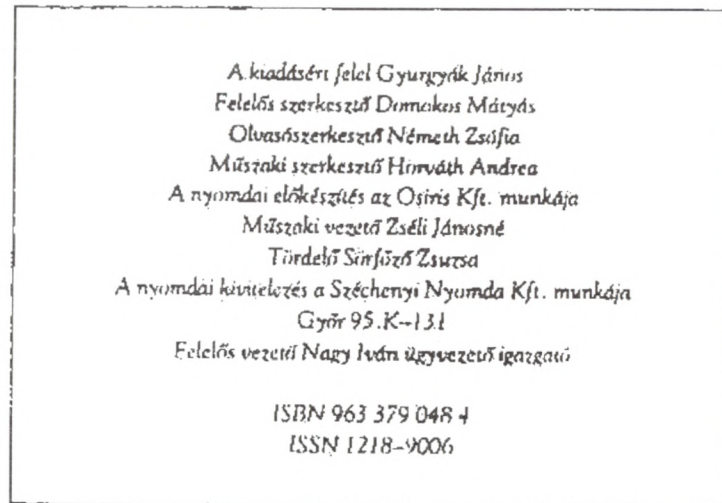 A kiadásért felel Gyurgyák János
Felelős szerkesztő Domokos Mátyás
Olvasószerkesztő Németh Zsófia
Műszaki szerkesztő Horváth Andrea
A nyomdai előkészítés az Osiris Kft. munkája
Műszaki vezető Zséli Jánosné
Tördelő Sörfőző Zsuzsa
A nyomdai kivitelezés a Széchenyi Nyomda Kft. munkája
Győr 95.K–131
Felelős vezető Nagy Iván ügyvezető igazgató
ISBN 963 379 048 4
ISSN 1218–9006